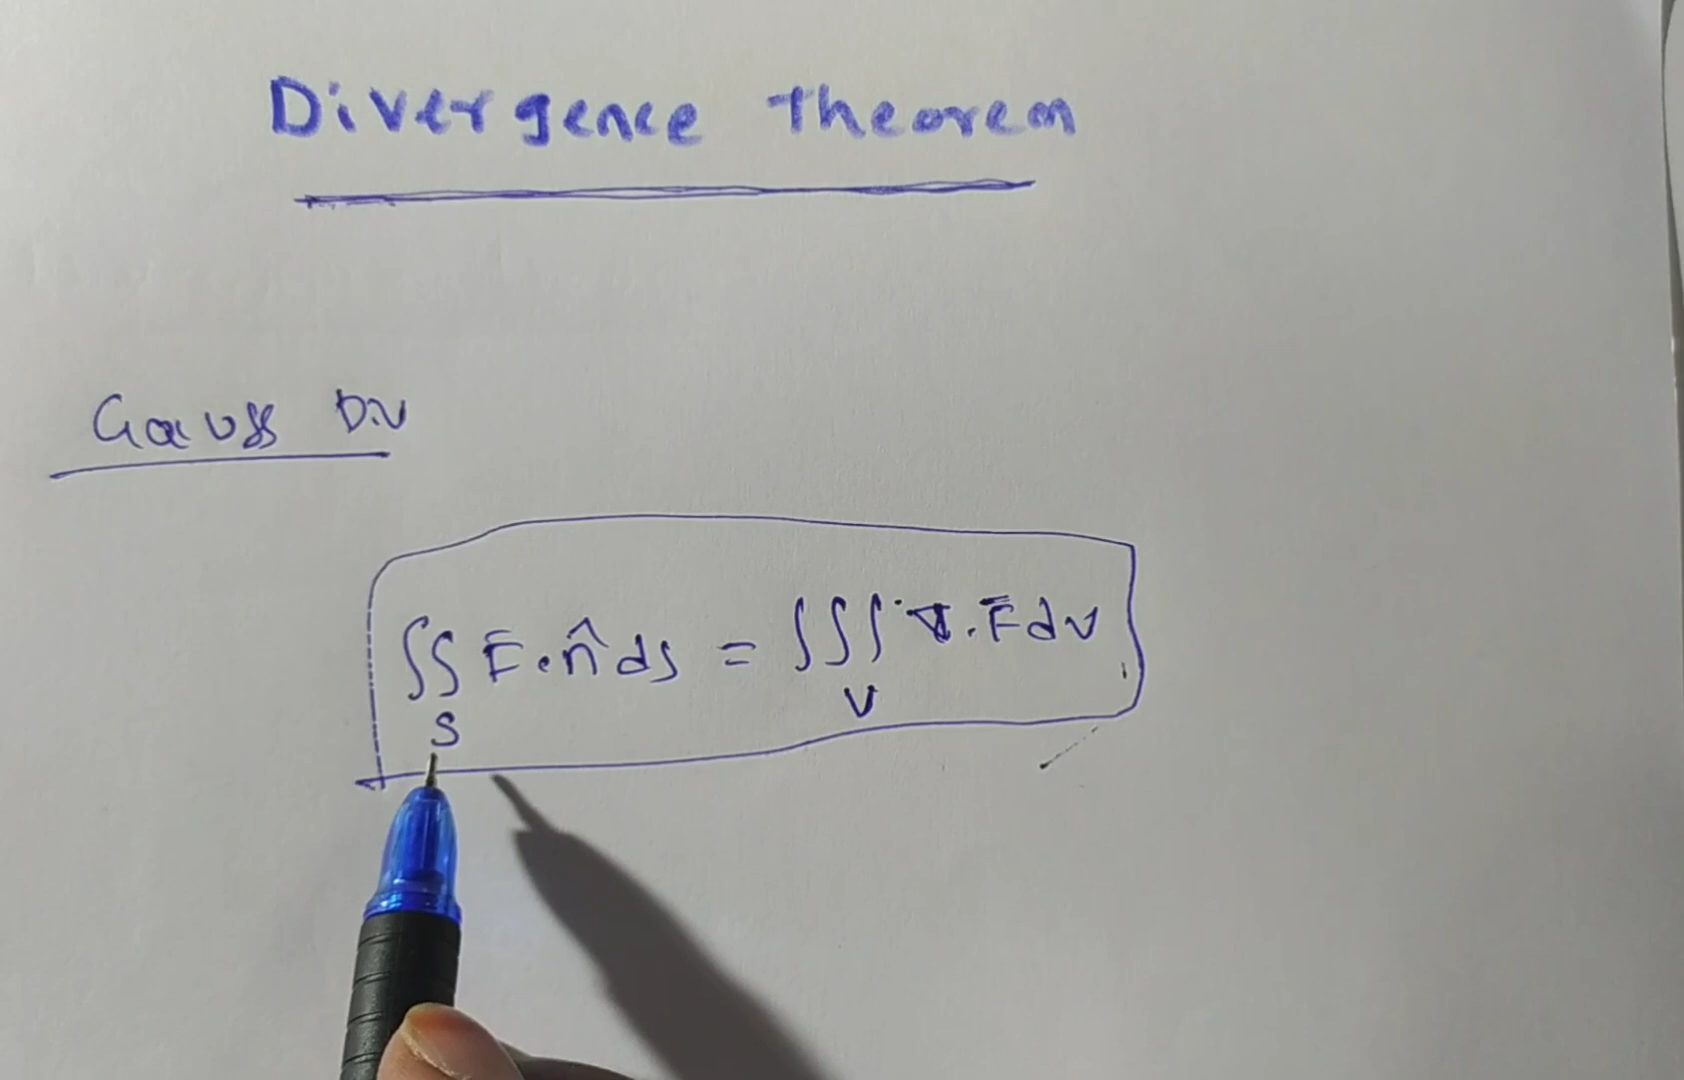 Divergence Theorem
Gauss Div
∬ F̄.n̂ ds = ∭ ∇.F̄ dv
S V